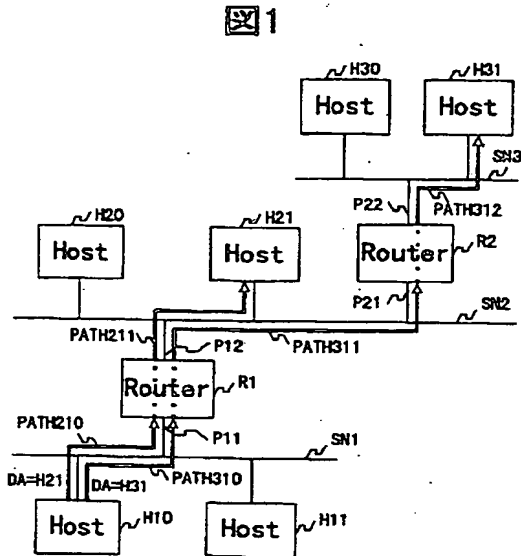 図1
H30
H31
Host
Host
SN3
H20
H21
P22
PATH312
Host
Host
Router
R2
P21
SN2
PATH211
P12
PATH311
Router
R1
PATH210
P11
SN1
DA=H21
DA=H31
PATH310
Host
H10
Host
H11